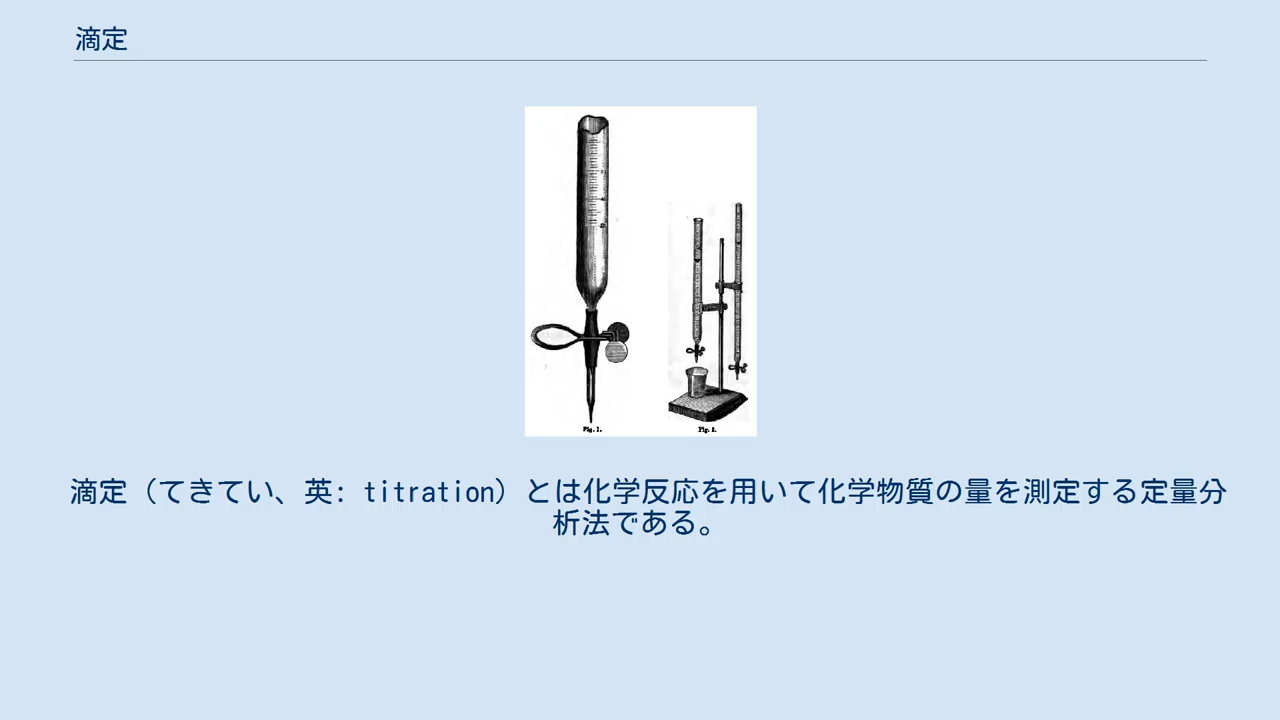 滴定
Fig. 1.
Fig. 2.
滴定（てきてい、英: titration）とは化学反応を用いて化学物質の量を測定する定量分
析法である。